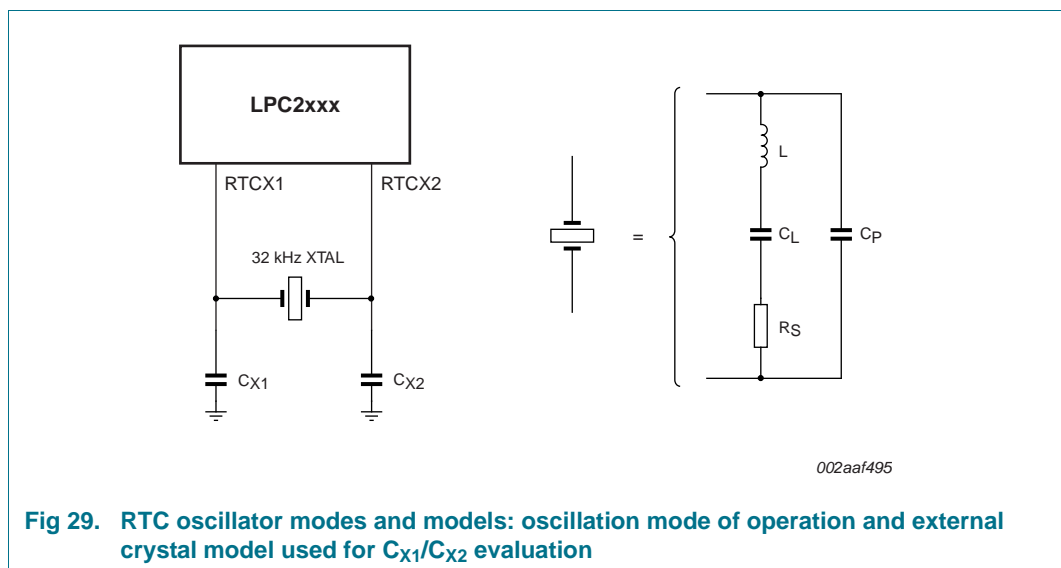 LPC2xxx
RTCX1
RTCX2
32 kHz XTAL
CX1
CX2
=
L
CL
CP
RS
002aaf495
Fig 29. RTC oscillator modes and models: oscillation mode of operation and external
crystal model used for CX1/CX2 evaluation